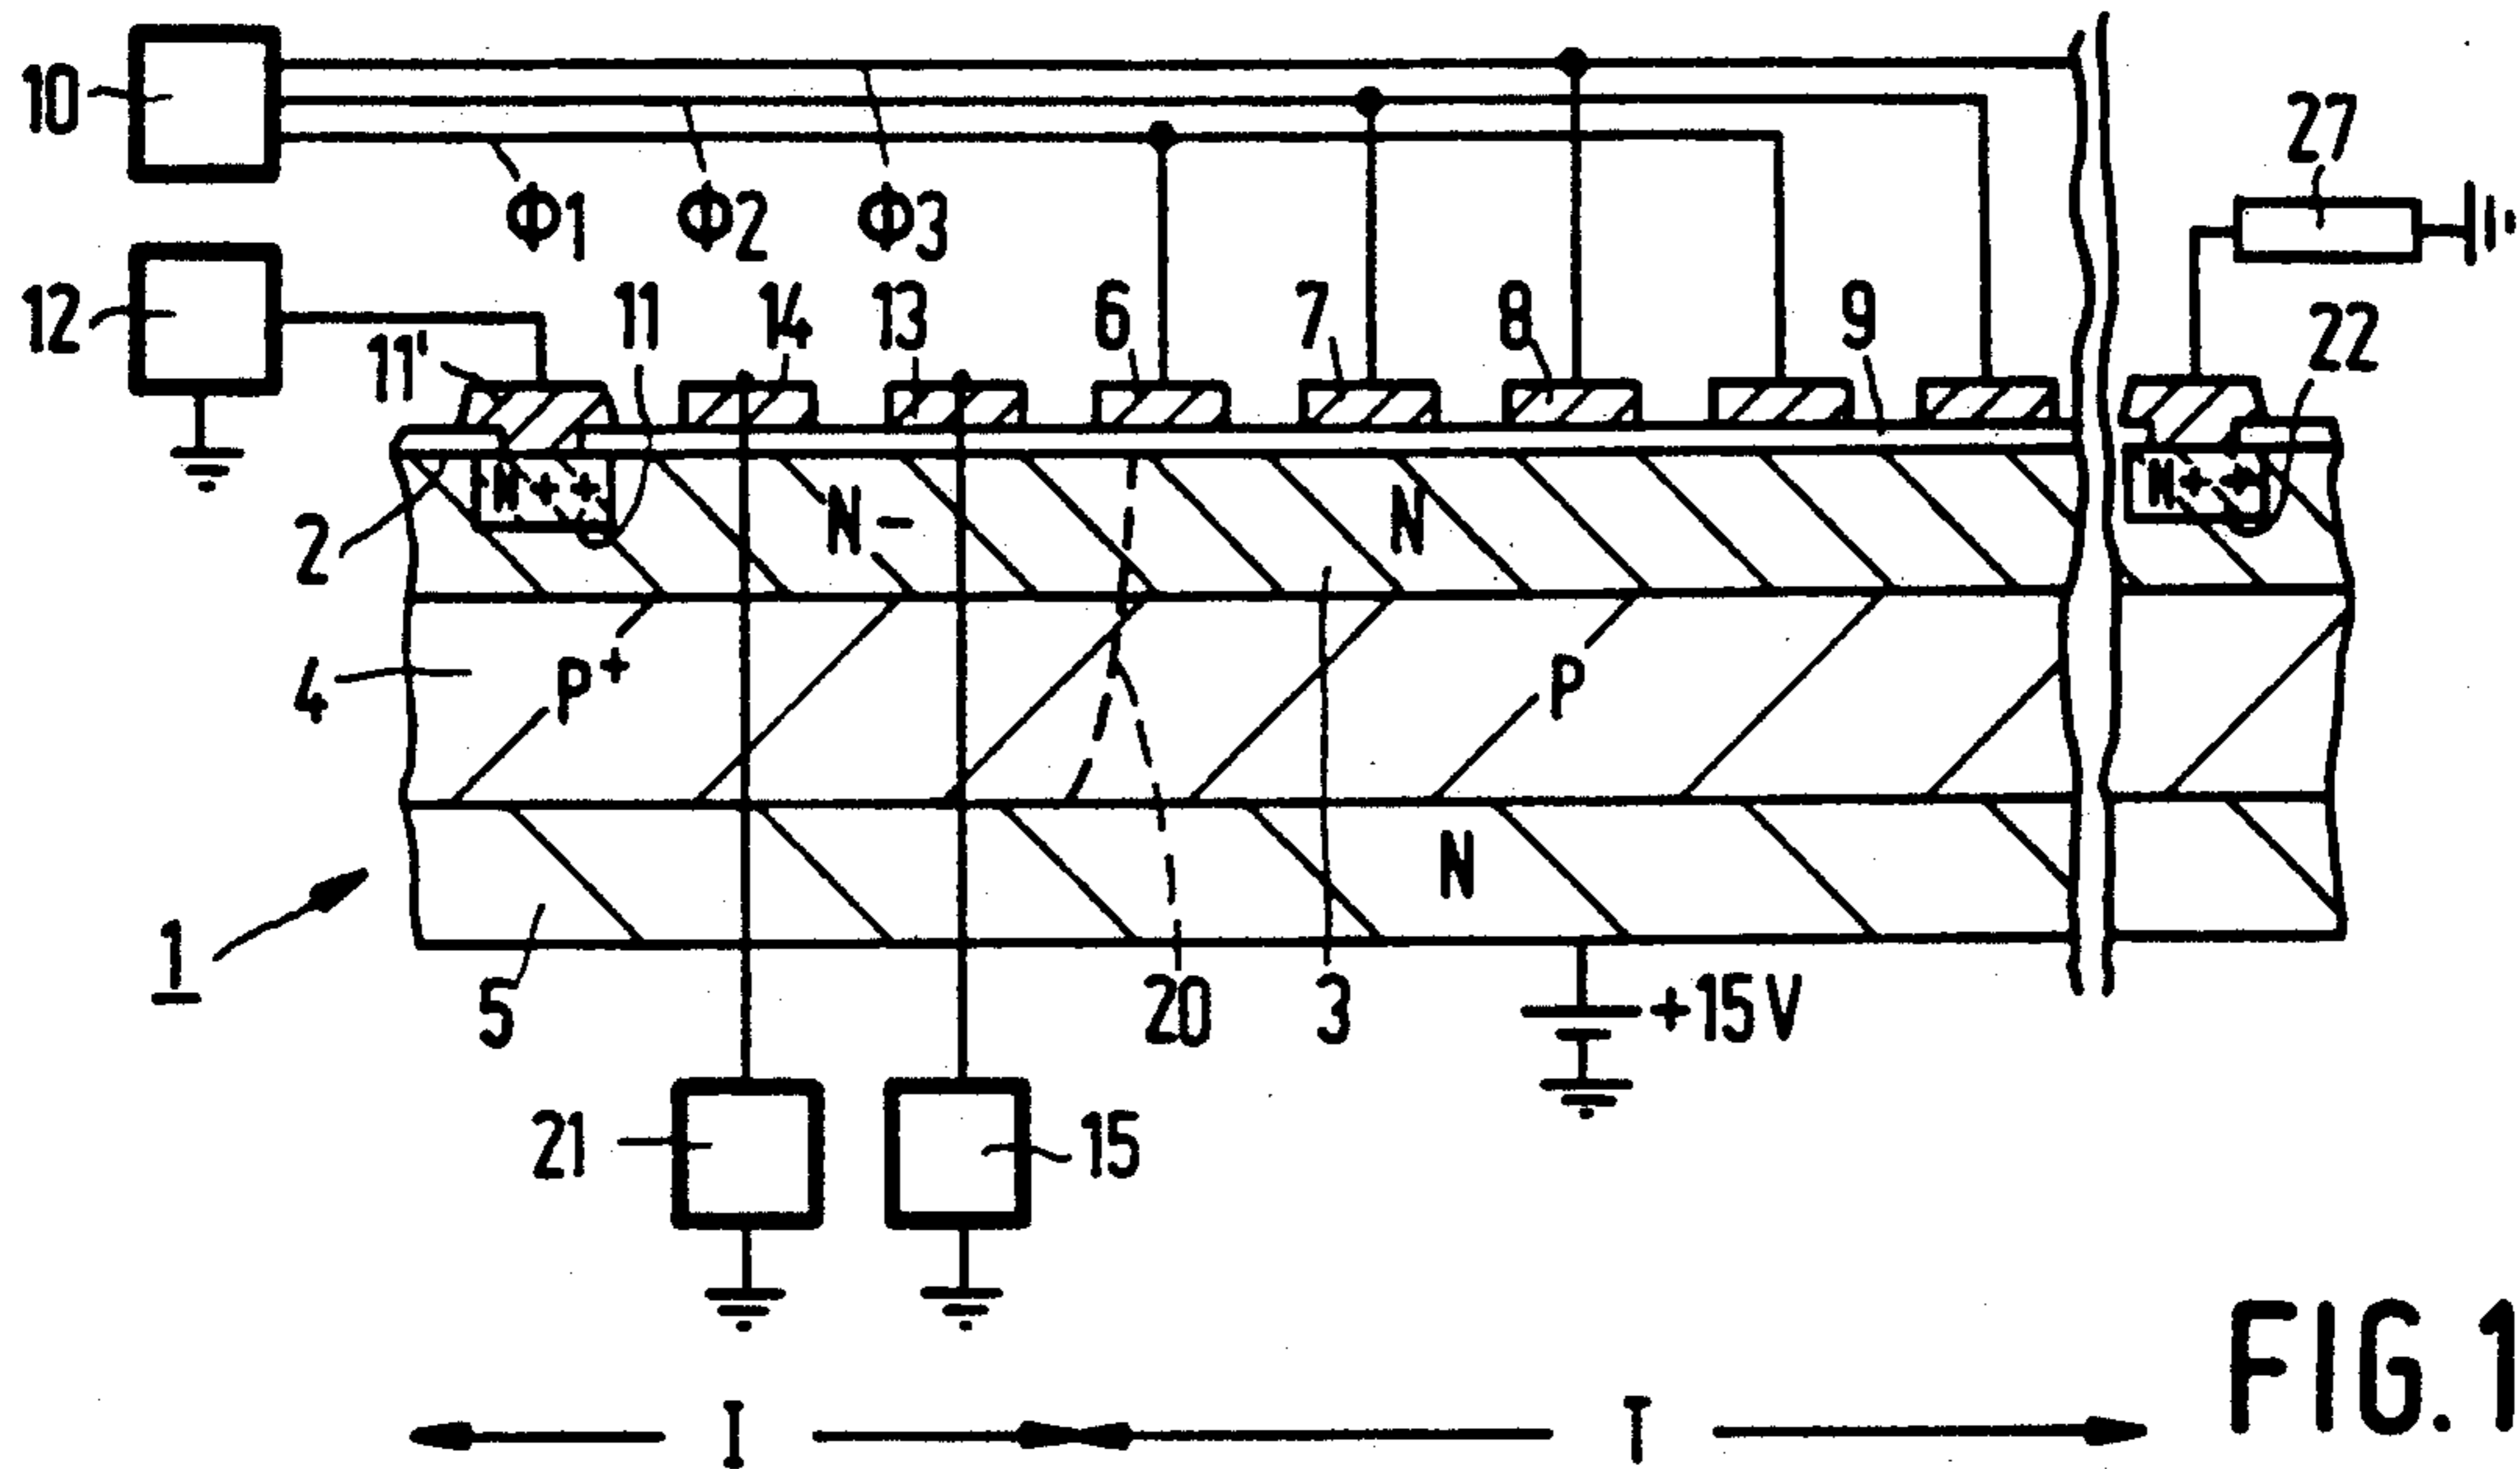 10
27
Φ1 Φ2 Φ3
12 11' 11 14 13 6 7 8 9 22
N++ N- N N++
2
4 P+ P
N
1 5 20 3 +15V
21 15
I T
FIG.1